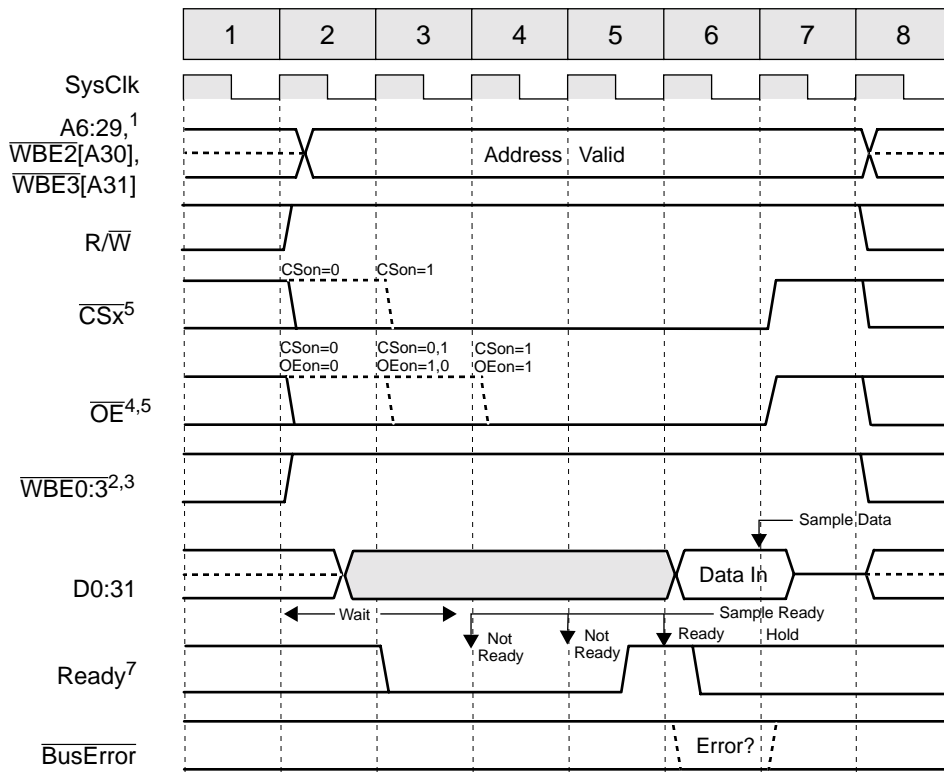 1 2 3 4 5 6 7 8
SysClk
A6:29,1
WBE2[A30],
WBE3[A31]
Address Valid
R/W
CSon=0 CSon=1
CSx5
CSon=0 CSon=0,1 CSon=1
OEon=0 OEon=1,0 OEon=1
OE4,5
WBE0:32,3
Sample Data
D0:31
Data In
Wait
Sample Ready
Not Ready
Not Ready
Ready
Hold
Ready7
BusError
Error?